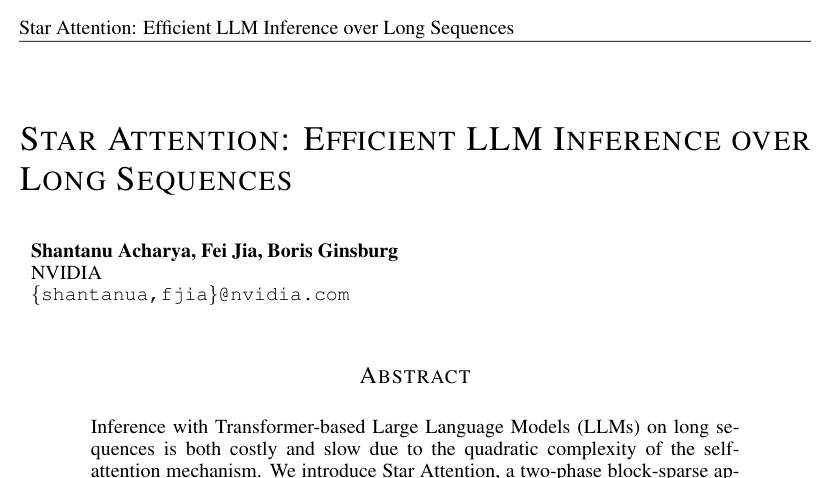 Star Attention: Efficient LLM Inference over Long Sequences
STAR ATTENTION: EFFICIENT LLM INFERENCE OVER
LONG SEQUENCES
Shantanu Acharya, Fei Jia, Boris Ginsburg
NVIDIA
{shantanua,fjia}@nvidia.com
ABSTRACT
Inference with Transformer-based Large Language Models (LLMs) on long se-
quences is both costly and slow due to the quadratic complexity of the self-
attention mechanism. We introduce Star Attention, a two-phase block-sparse ap-